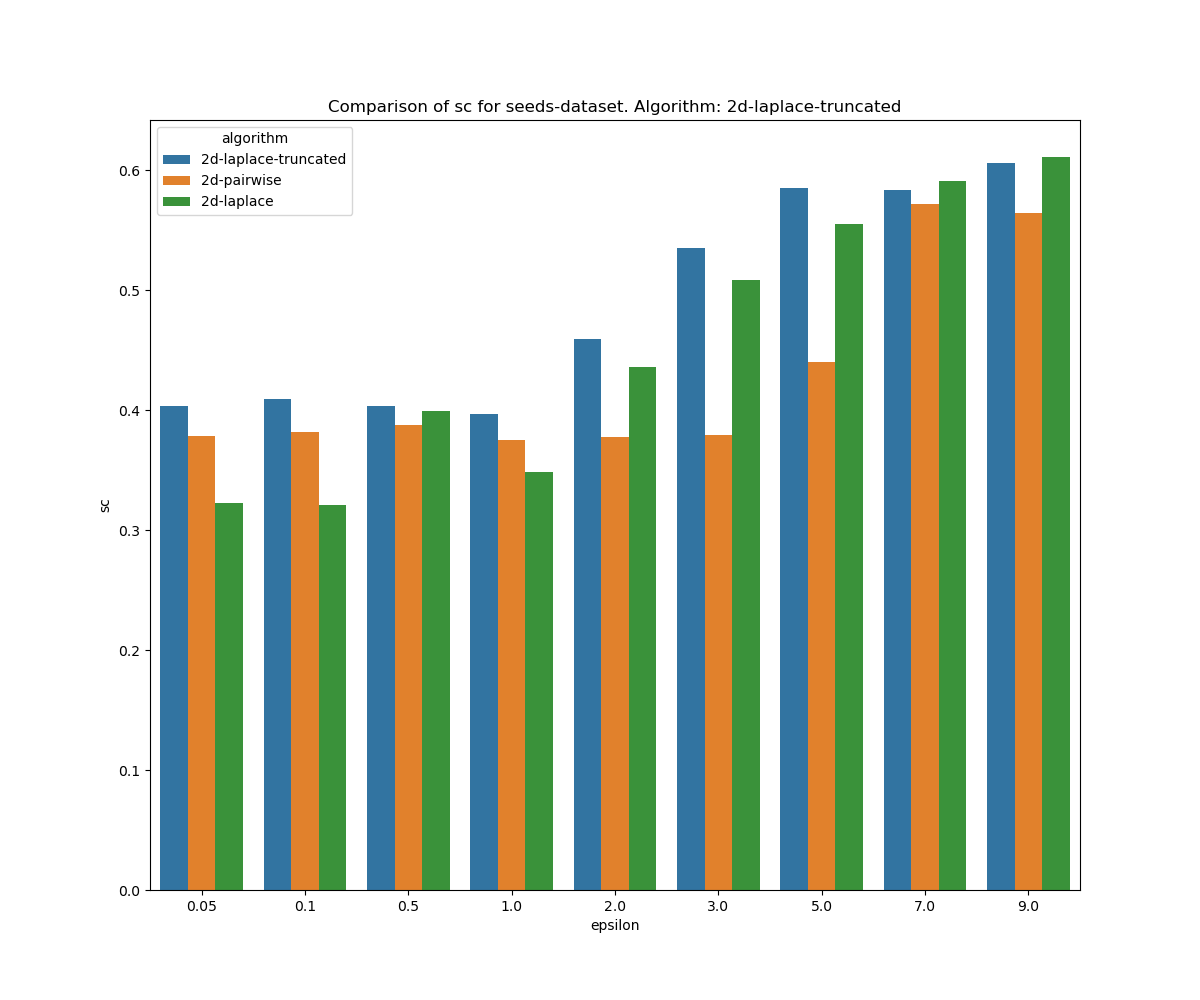 Comparison of sc for seeds-dataset. Algorithm: 2d-laplace-truncated
algorithm
2d-laplace-truncated
2d-pairwise
2d-laplace
sc
0.6
0.5
0.4
0.3
0.2
0.1
0.0
0.05 0.1 0.5 1.0 2.0 3.0 5.0 7.0 9.0
epsilon